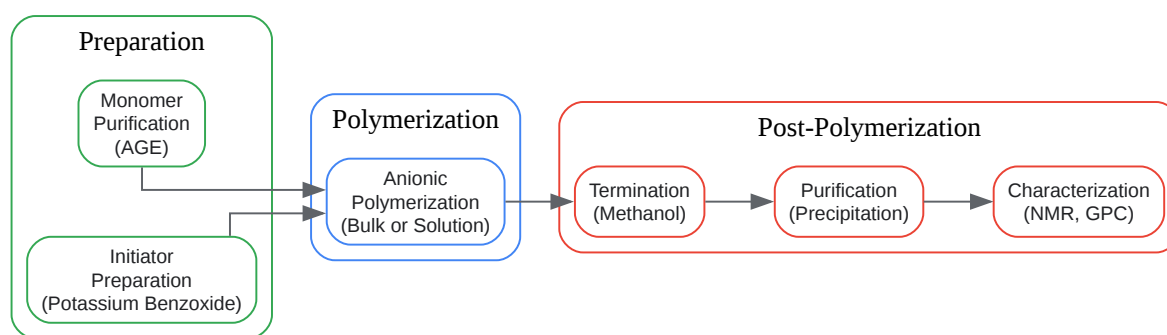 Preparation
Monomer
Purification
(AGE)
Initiator
Preparation
(Potassium Benzoxide)
Polymerization
Anionic
Polymerization
(Bulk or Solution)
Post-Polymerization
Termination
(Methanol)
Purification
(Precipitation)
Characterization
(NMR, GPC)